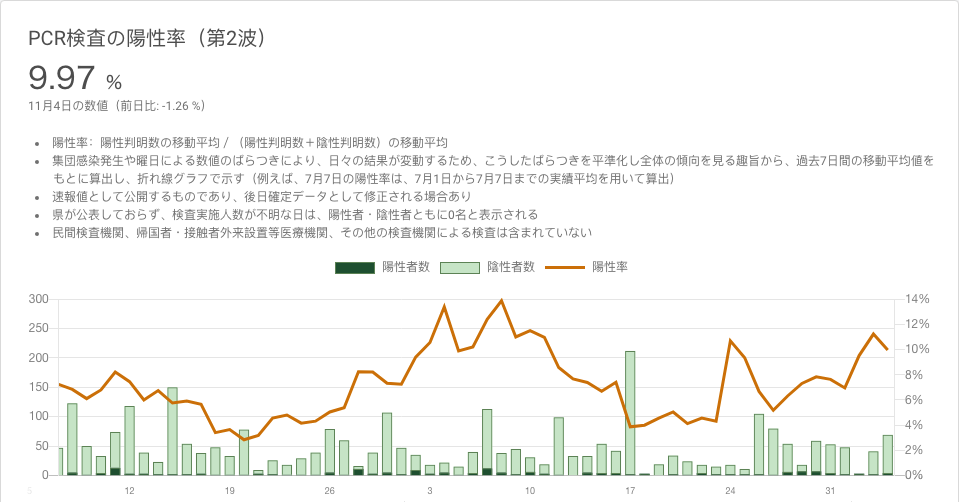 PCR検査の陽性率（第2波）
9.97 %
11月4日の数値（前日比: -1.26 %）
• 陽性率：陽性判明数の移動平均 / （陽性判明数＋陰性判明数）の移動平均
• 集団感染発生や曜日による数値のばらつきにより、日々の結果が変動するため、こうしたばらつきを平準化し全体の傾向を見る趣旨から、過去7日間の移動平均値を
もとに算出し、折れ線グラフで示す（例えば、7月7日の陽性率は、7月1日から7月7日までの実績平均を用いて算出）
• 速報値として公開するものであり、後日確定データとして修正される場合あり
• 県が公表しておらず、検査実施人数が不明な日は、陽性者・陰性者ともに0名と表示される
• 民間検査機関、帰国者・接触者外来設置等医療機関、その他の検査機関による検査は含まれていない
陽性者数 陰性者数 陽性率
300 14%
250 12%
200 10%
150 8%
100 6%
50 4%
0 2%
0%
5 12 19 26 3 10 17 24 31